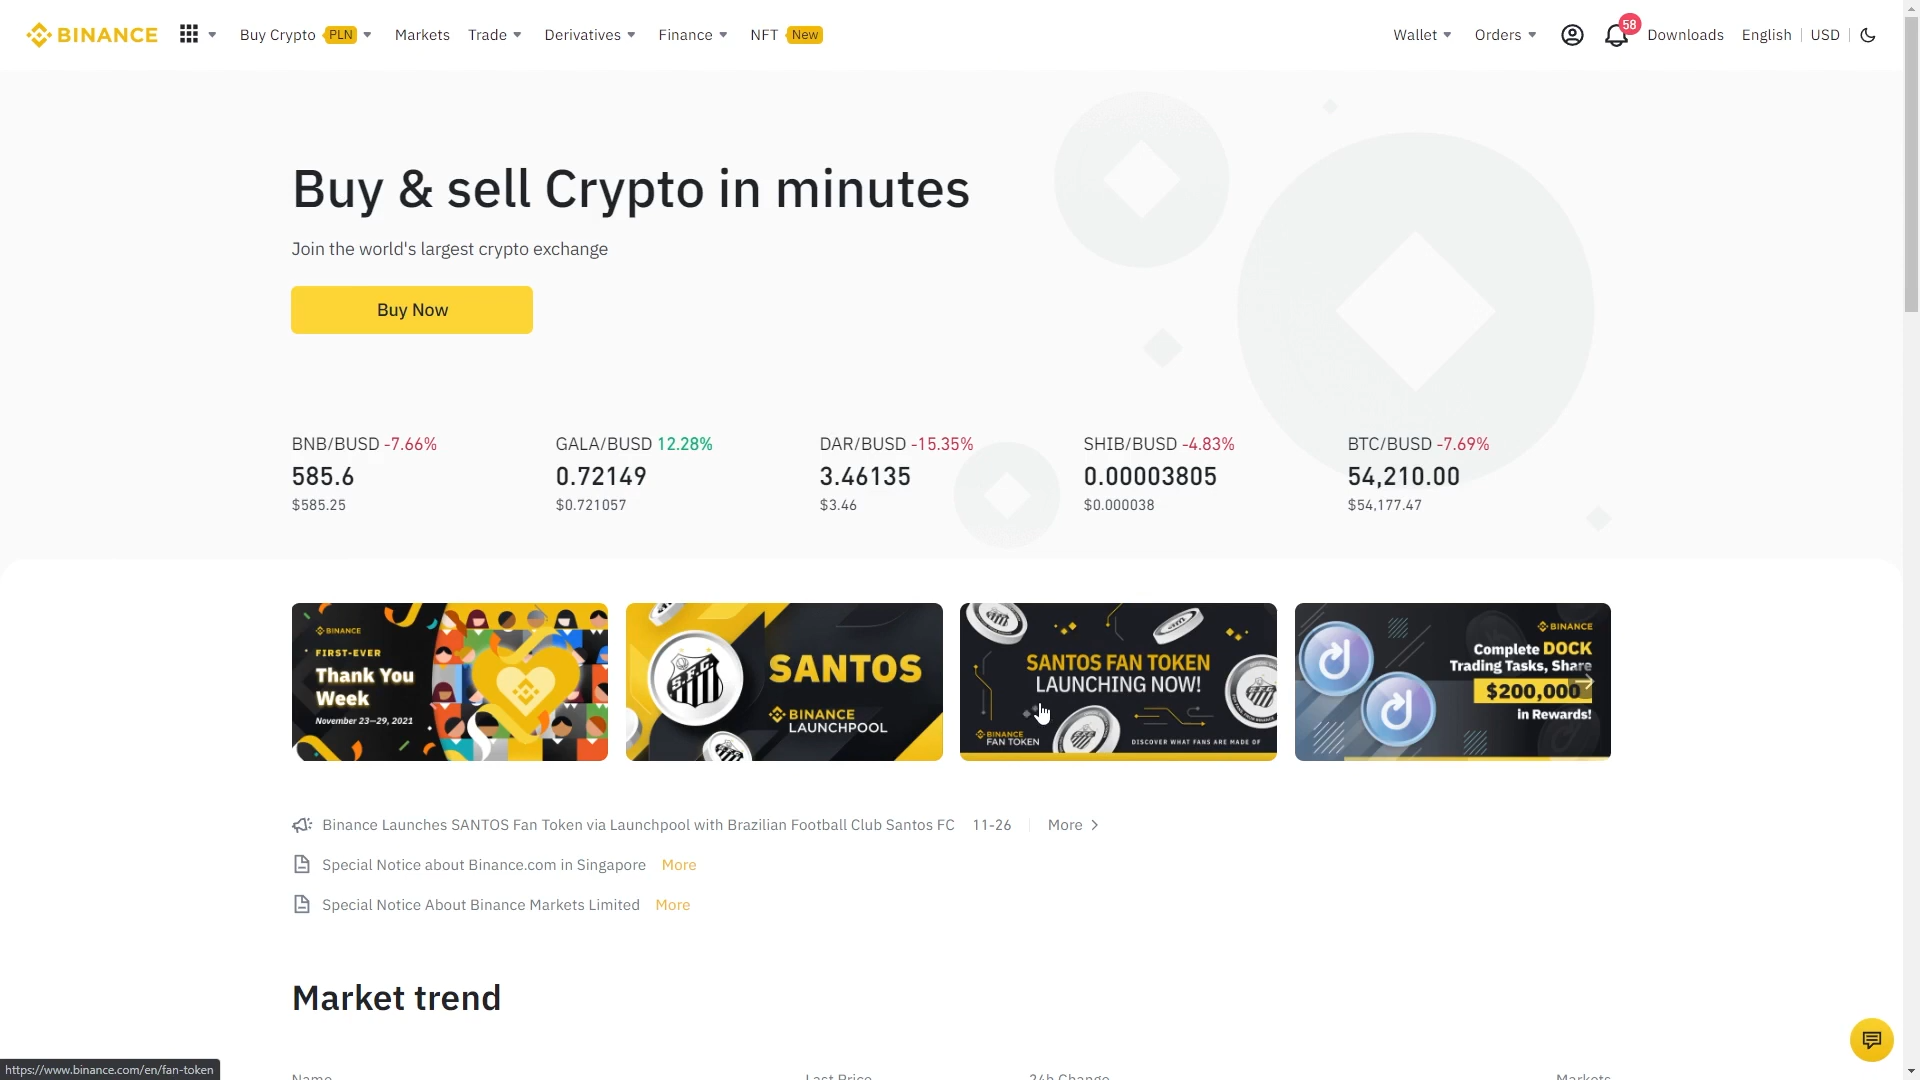 BINANCE
Buy Crypto PLN
Markets
Trade
Derivatives
Finance
NFT New
Wallet
Orders
58
Downloads
English
USD
Buy & sell Crypto in minutes
Join the world's largest crypto exchange
Buy Now
BNB/BUSD -7.66%
585.6
$585.25
GALA/BUSD 12.28%
0.72149
$0.721057
DAR/BUSD -15.35%
3.46135
$3.46
SHIB/BUSD -4.83%
0.00003805
$0.000038
BTC/BUSD -7.69%
54,210.00
$54,177.47
BINANCE
FIRST-EVER
Thank You
Week
November 23—29, 2021
S.F.C
SANTOS
BINANCE
LAUNCHPOOL
SANTOS FAN TOKEN
LAUNCHING NOW!
BINANCE
FAN TOKEN
DISCOVER WHAT FANS ARE MADE OF
BINANCE
Complete DOCK
Trading Tasks, Share
$200,000
in Rewards!
Binance Launches SANTOS Fan Token via Launchpool with Brazilian Football Club Santos FC 11-26 More
Special Notice about Binance.com in Singapore More
Special Notice About Binance Markets Limited More
Market trend
Name
Last Price
24h Change
Markets
https://www.binance.com/en/fan-token